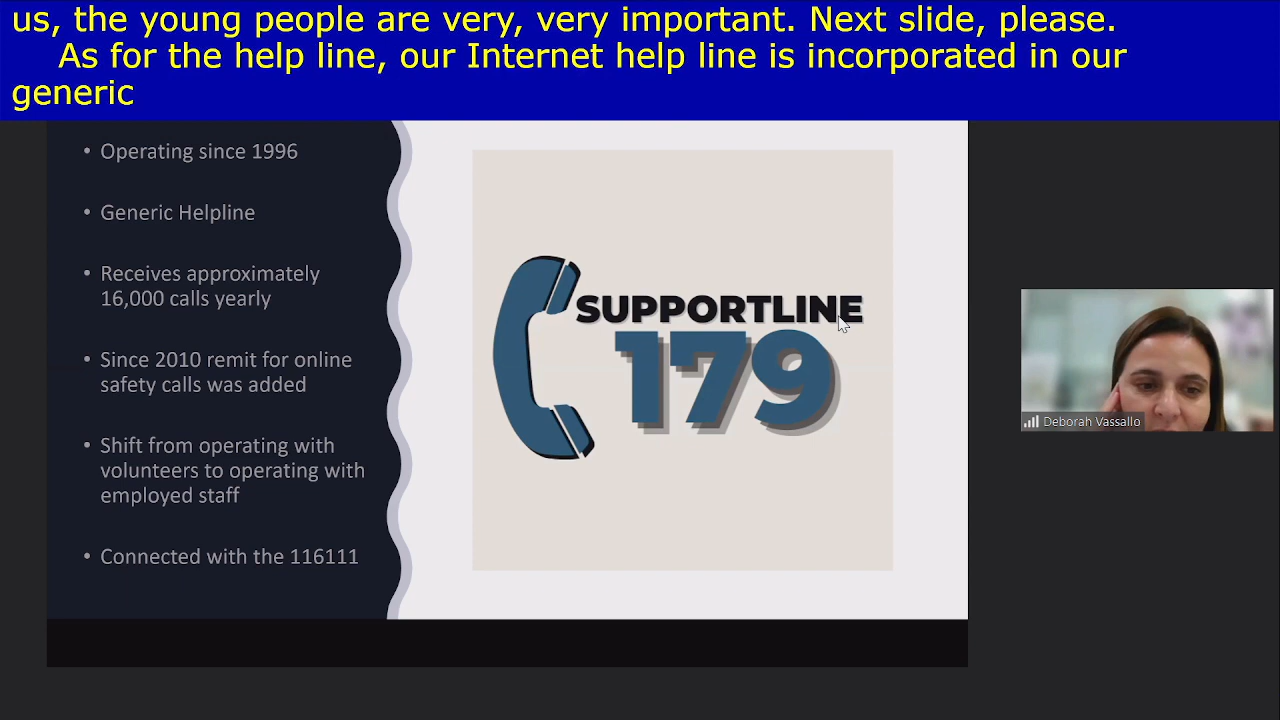 us, the young people are very, very important. Next slide, please.
As for the help line, our Internet help line is incorporated in our
generic
• Operating since 1996
• Generic Helpline
• Receives approximately
16,000 calls yearly
• Since 2010 remit for online
safety calls was added
• Shift from operating with
volunteers to operating with
employed staff
• Connected with the 116111
SUPPORTLINE
179
Deborah Vassallo